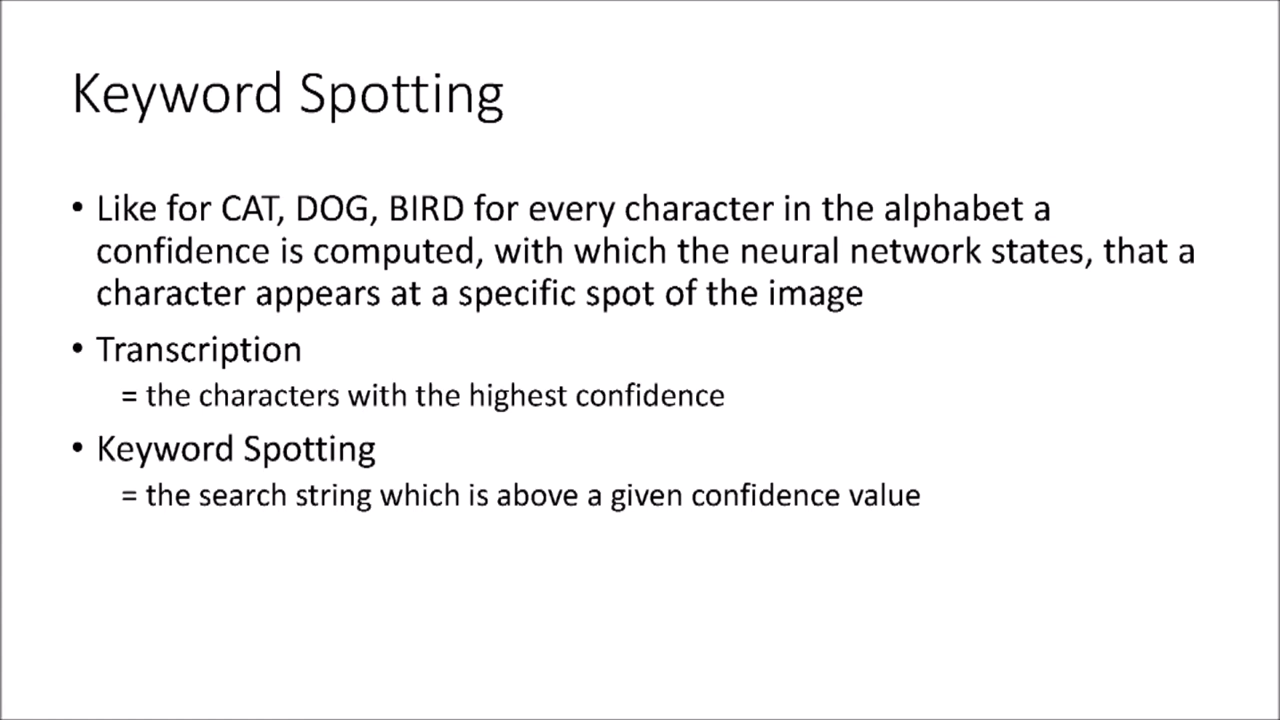 Keyword Spotting
• Like for CAT, DOG, BIRD for every character in the alphabet a
confidence is computed, with which the neural network states, that a
character appears at a specific spot of the image
• Transcription
= the characters with the highest confidence
• Keyword Spotting
= the search string which is above a given confidence value